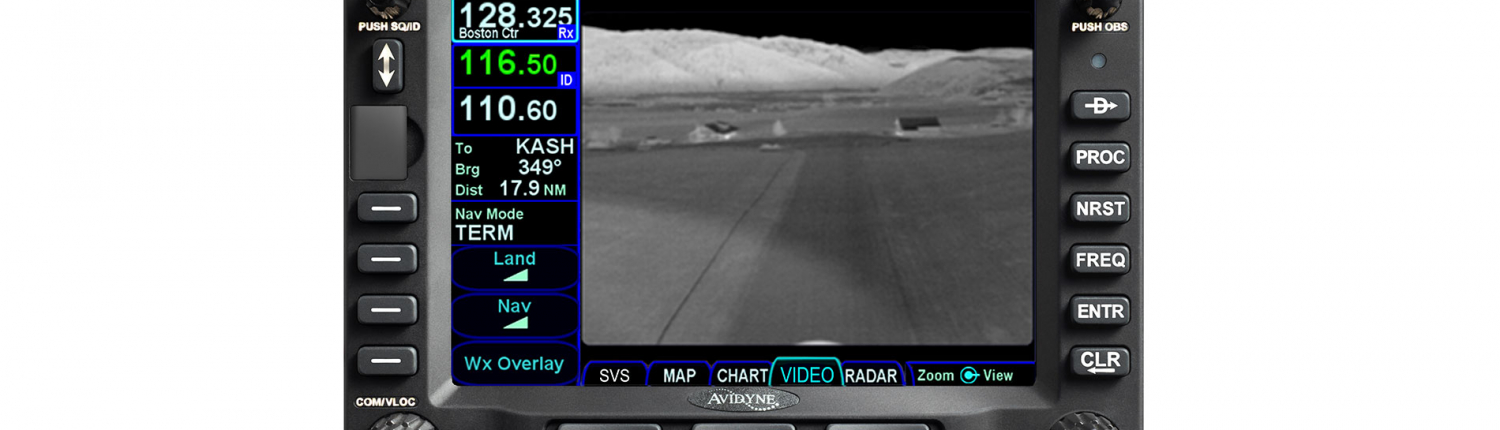 PUSH SQ/ID
128.325
Boston Ctr Rx
116.50
ID
110.60
To KASH
Brg 349°
Dist 17.9 NM
Nav Mode
TERM
Land
Nav
Wx Overlay
SVS MAP CHART VIDEO RADAR Zoom View
AVIDYNE
COM/VLOC
PUSH OBS
D
PROC
NRST
FREQ
ENTR
CLR